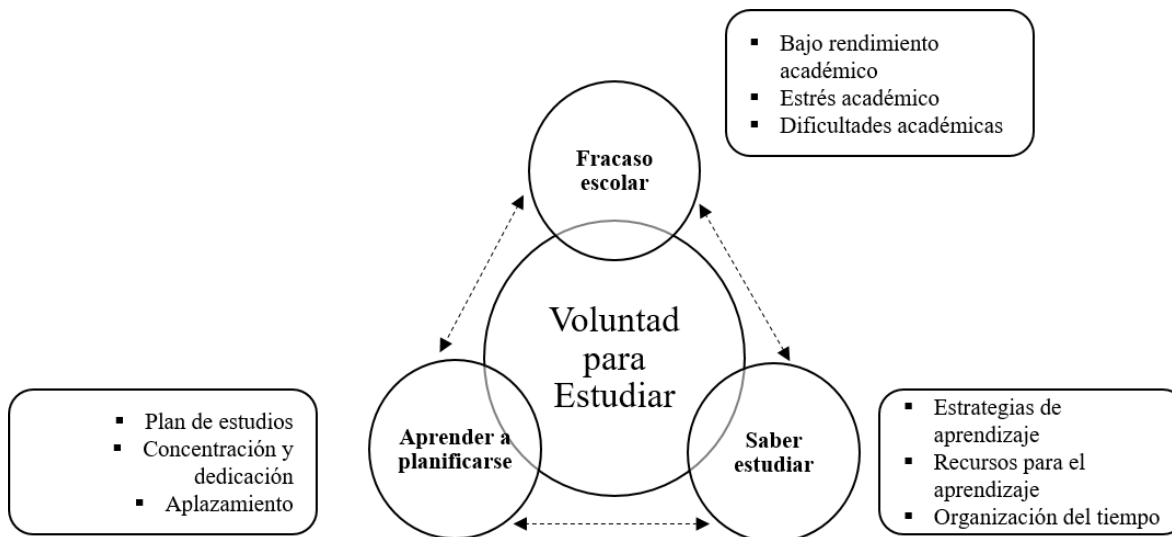 ▪ Bajo rendimiento
académico
▪ Estrés académico
▪ Dificultades académicas
Fracaso
escolar
Voluntad
para
Estudiar
▪ Plan de estudios
▪ Concentración y
dedicación
▪ Aplazamiento
Aprender a
planificarse
Saber
estudiar
▪ Estrategias de
aprendizaje
▪ Recursos para el
aprendizaje
▪ Organización del tiempo